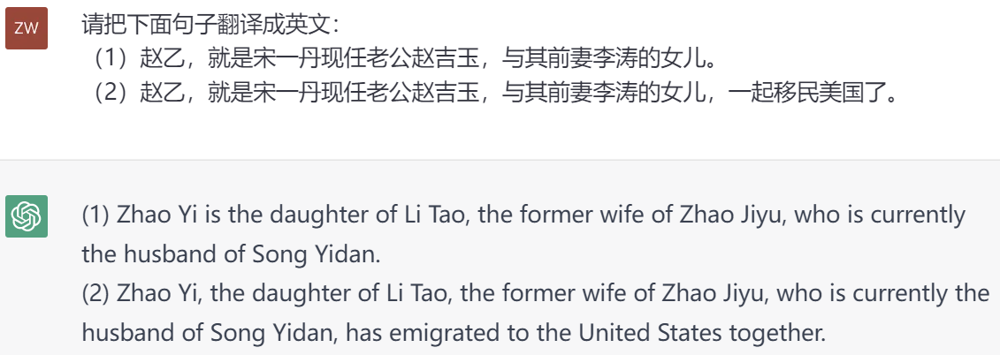 ZW
请把下面句子翻译成英文：
（1）赵乙，就是宋一丹现任老公赵吉玉，与其前妻李涛的女儿。
（2）赵乙，就是宋一丹现任老公赵吉玉，与其前妻李涛的女儿，一起移民美国了。
(1) Zhao Yi is the daughter of Li Tao, the former wife of Zhao Jiyu, who is currently
the husband of Song Yidan.
(2) Zhao Yi, the daughter of Li Tao, the former wife of Zhao Jiyu, who is currently the
husband of Song Yidan, has emigrated to the United States together.